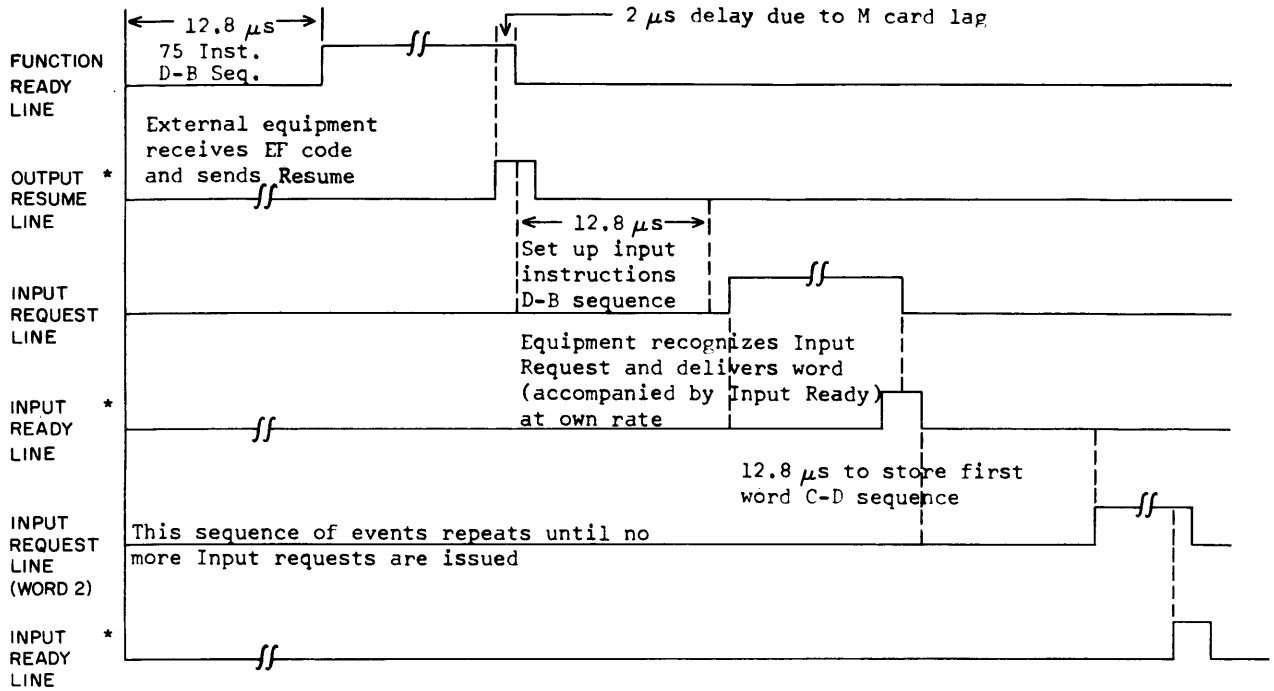 12.8 μs
75 Inst.
D-B Seq.
2 μs delay due to M card lag
FUNCTION
READY
LINE
External equipment
receives EF code
and sends Resume
OUTPUT *
RESUME
LINE
12.8 μs
Set up input
instructions
D-B sequence
INPUT
REQUEST
LINE
Equipment recognizes Input
Request and delivers word
(accompanied by Input Ready)
at own rate
INPUT *
READY
LINE
12.8 μs to store first
word C-D sequence
INPUT
REQUEST
LINE
(WORD 2)
This sequence of events repeats until no
more Input requests are issued
INPUT *
READY
LINE